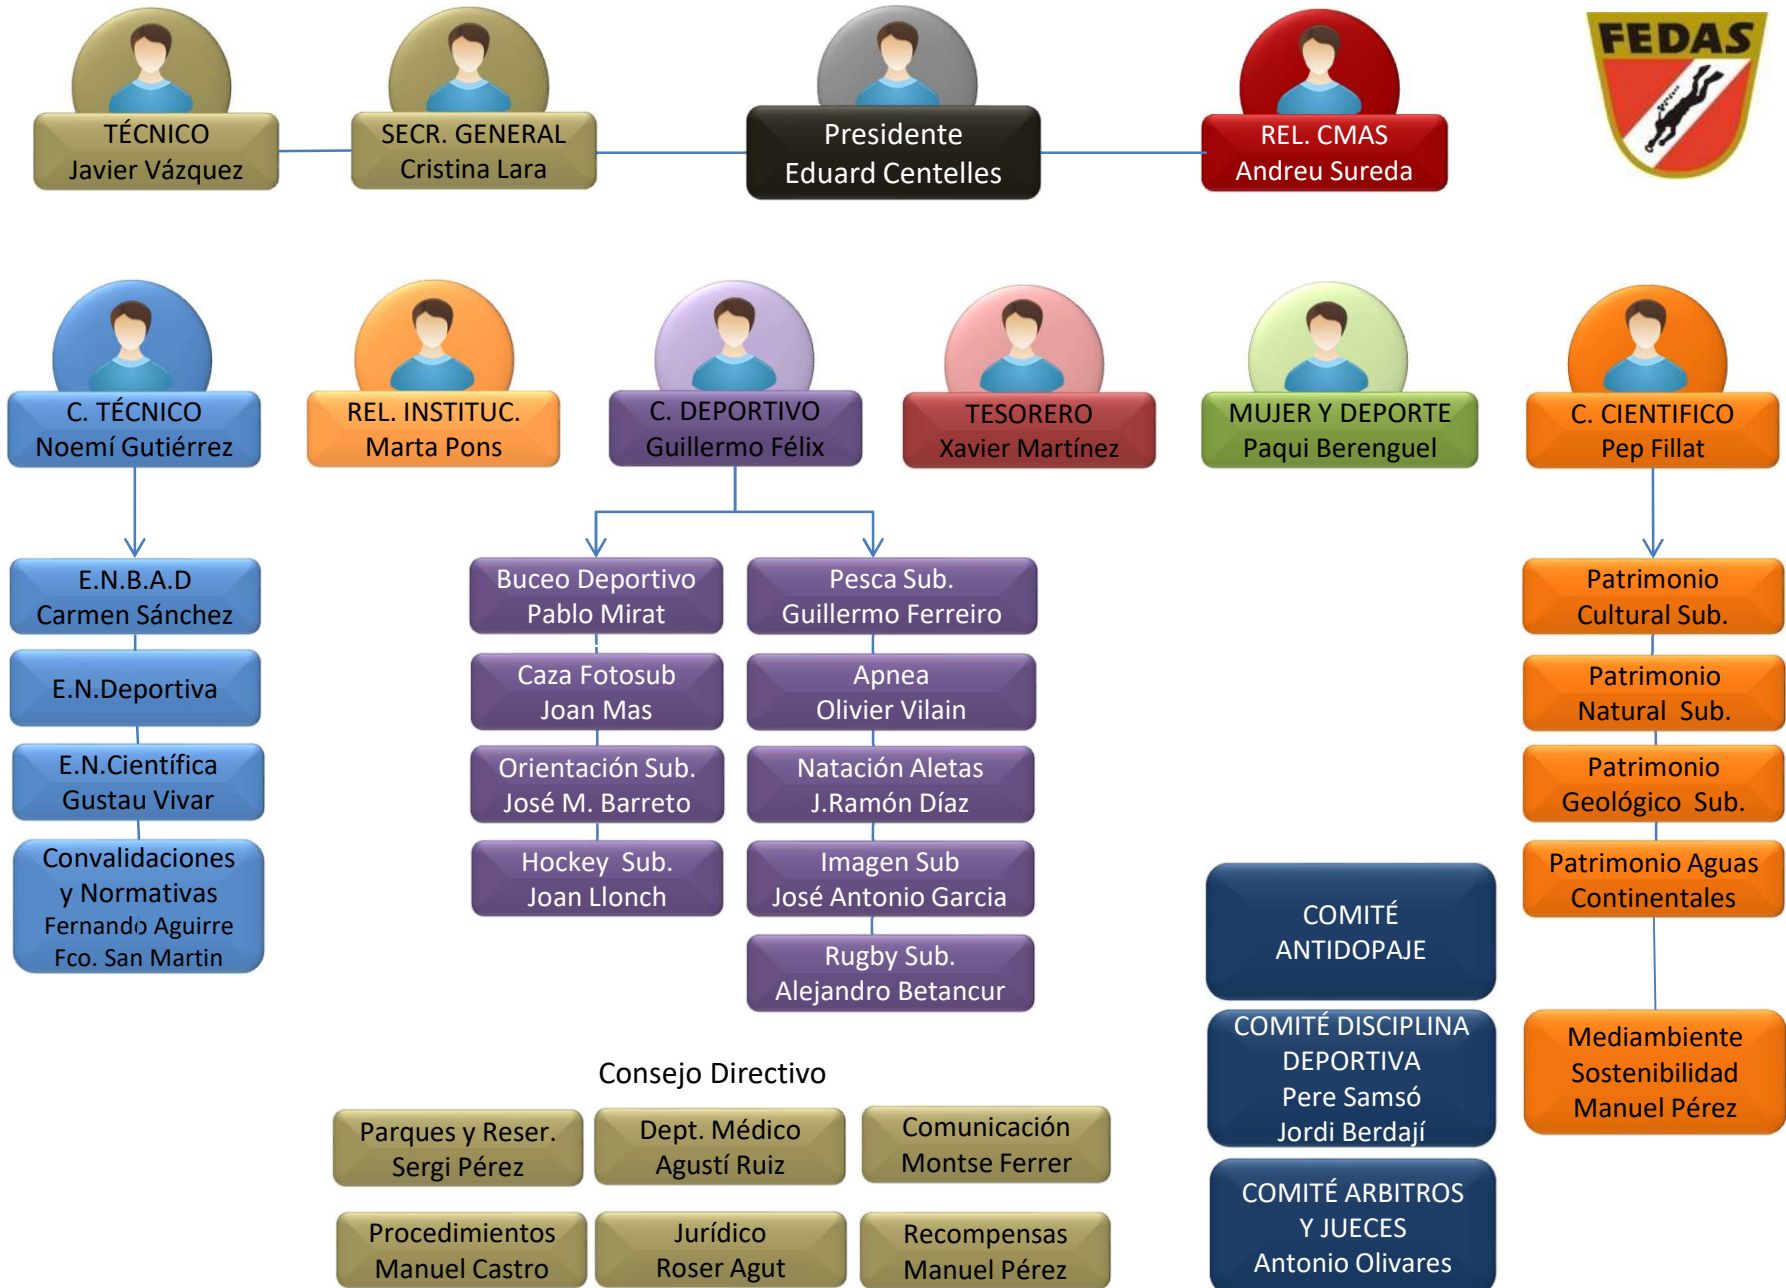 FEDAS
TÉCNICO
Javier Vázquez
SECR. GENERAL
Cristina Lara
Presidente
Eduard Centelles
REL. CMAS
Andreu Sureda
C. TÉCNICO
Noemí Gutiérrez
REL. INSTITUC.
Marta Pons
C. DEPORTIVO
Guillermo Félix
TESORERO
Xavier Martínez
MUJER Y DEPORTE
Paqui Berenguel
C. CIENTIFICO
Pep Fillat
E.N.B.A.D
Carmen Sánchez
E.N.Deportiva
E.N.Científica
Gustau Vivar
Convalidaciones
y Normativas
Fernando Aguirre
Fco. San Martin
Buceo Deportivo
Pablo Mirat
Caza Fotosub
Joan Mas
Orientación Sub.
José M. Barreto
Hockey Sub.
Joan Llonch
Pesca Sub.
Guillermo Ferreiro
Apnea
Olivier Vilain
Natación Aletas
J.Ramón Díaz
Imagen Sub
José Antonio Garcia
Rugby Sub.
Alejandro Betancur
Patrimonio
Cultural Sub.
Patrimonio
Natural Sub.
Patrimonio
Geológico Sub.
Patrimonio Aguas
Continentales
Mediambiente
Sostenibilidad
Manuel Pérez
COMITÉ
ANTIDOPAJE
COMITÉ DISCIPLINA
DEPORTIVA
Pere Samsó
Jordi Berdají
COMITÉ ARBITROS
Y JUECES
Antonio Olivares
Consejo Directivo
Parques y Reser.
Sergi Pérez
Dept. Médico
Agustí Ruiz
Comunicación
Montse Ferrer
Procedimientos
Manuel Castro
Jurídico
Roser Agut
Recompensas
Manuel Pérez